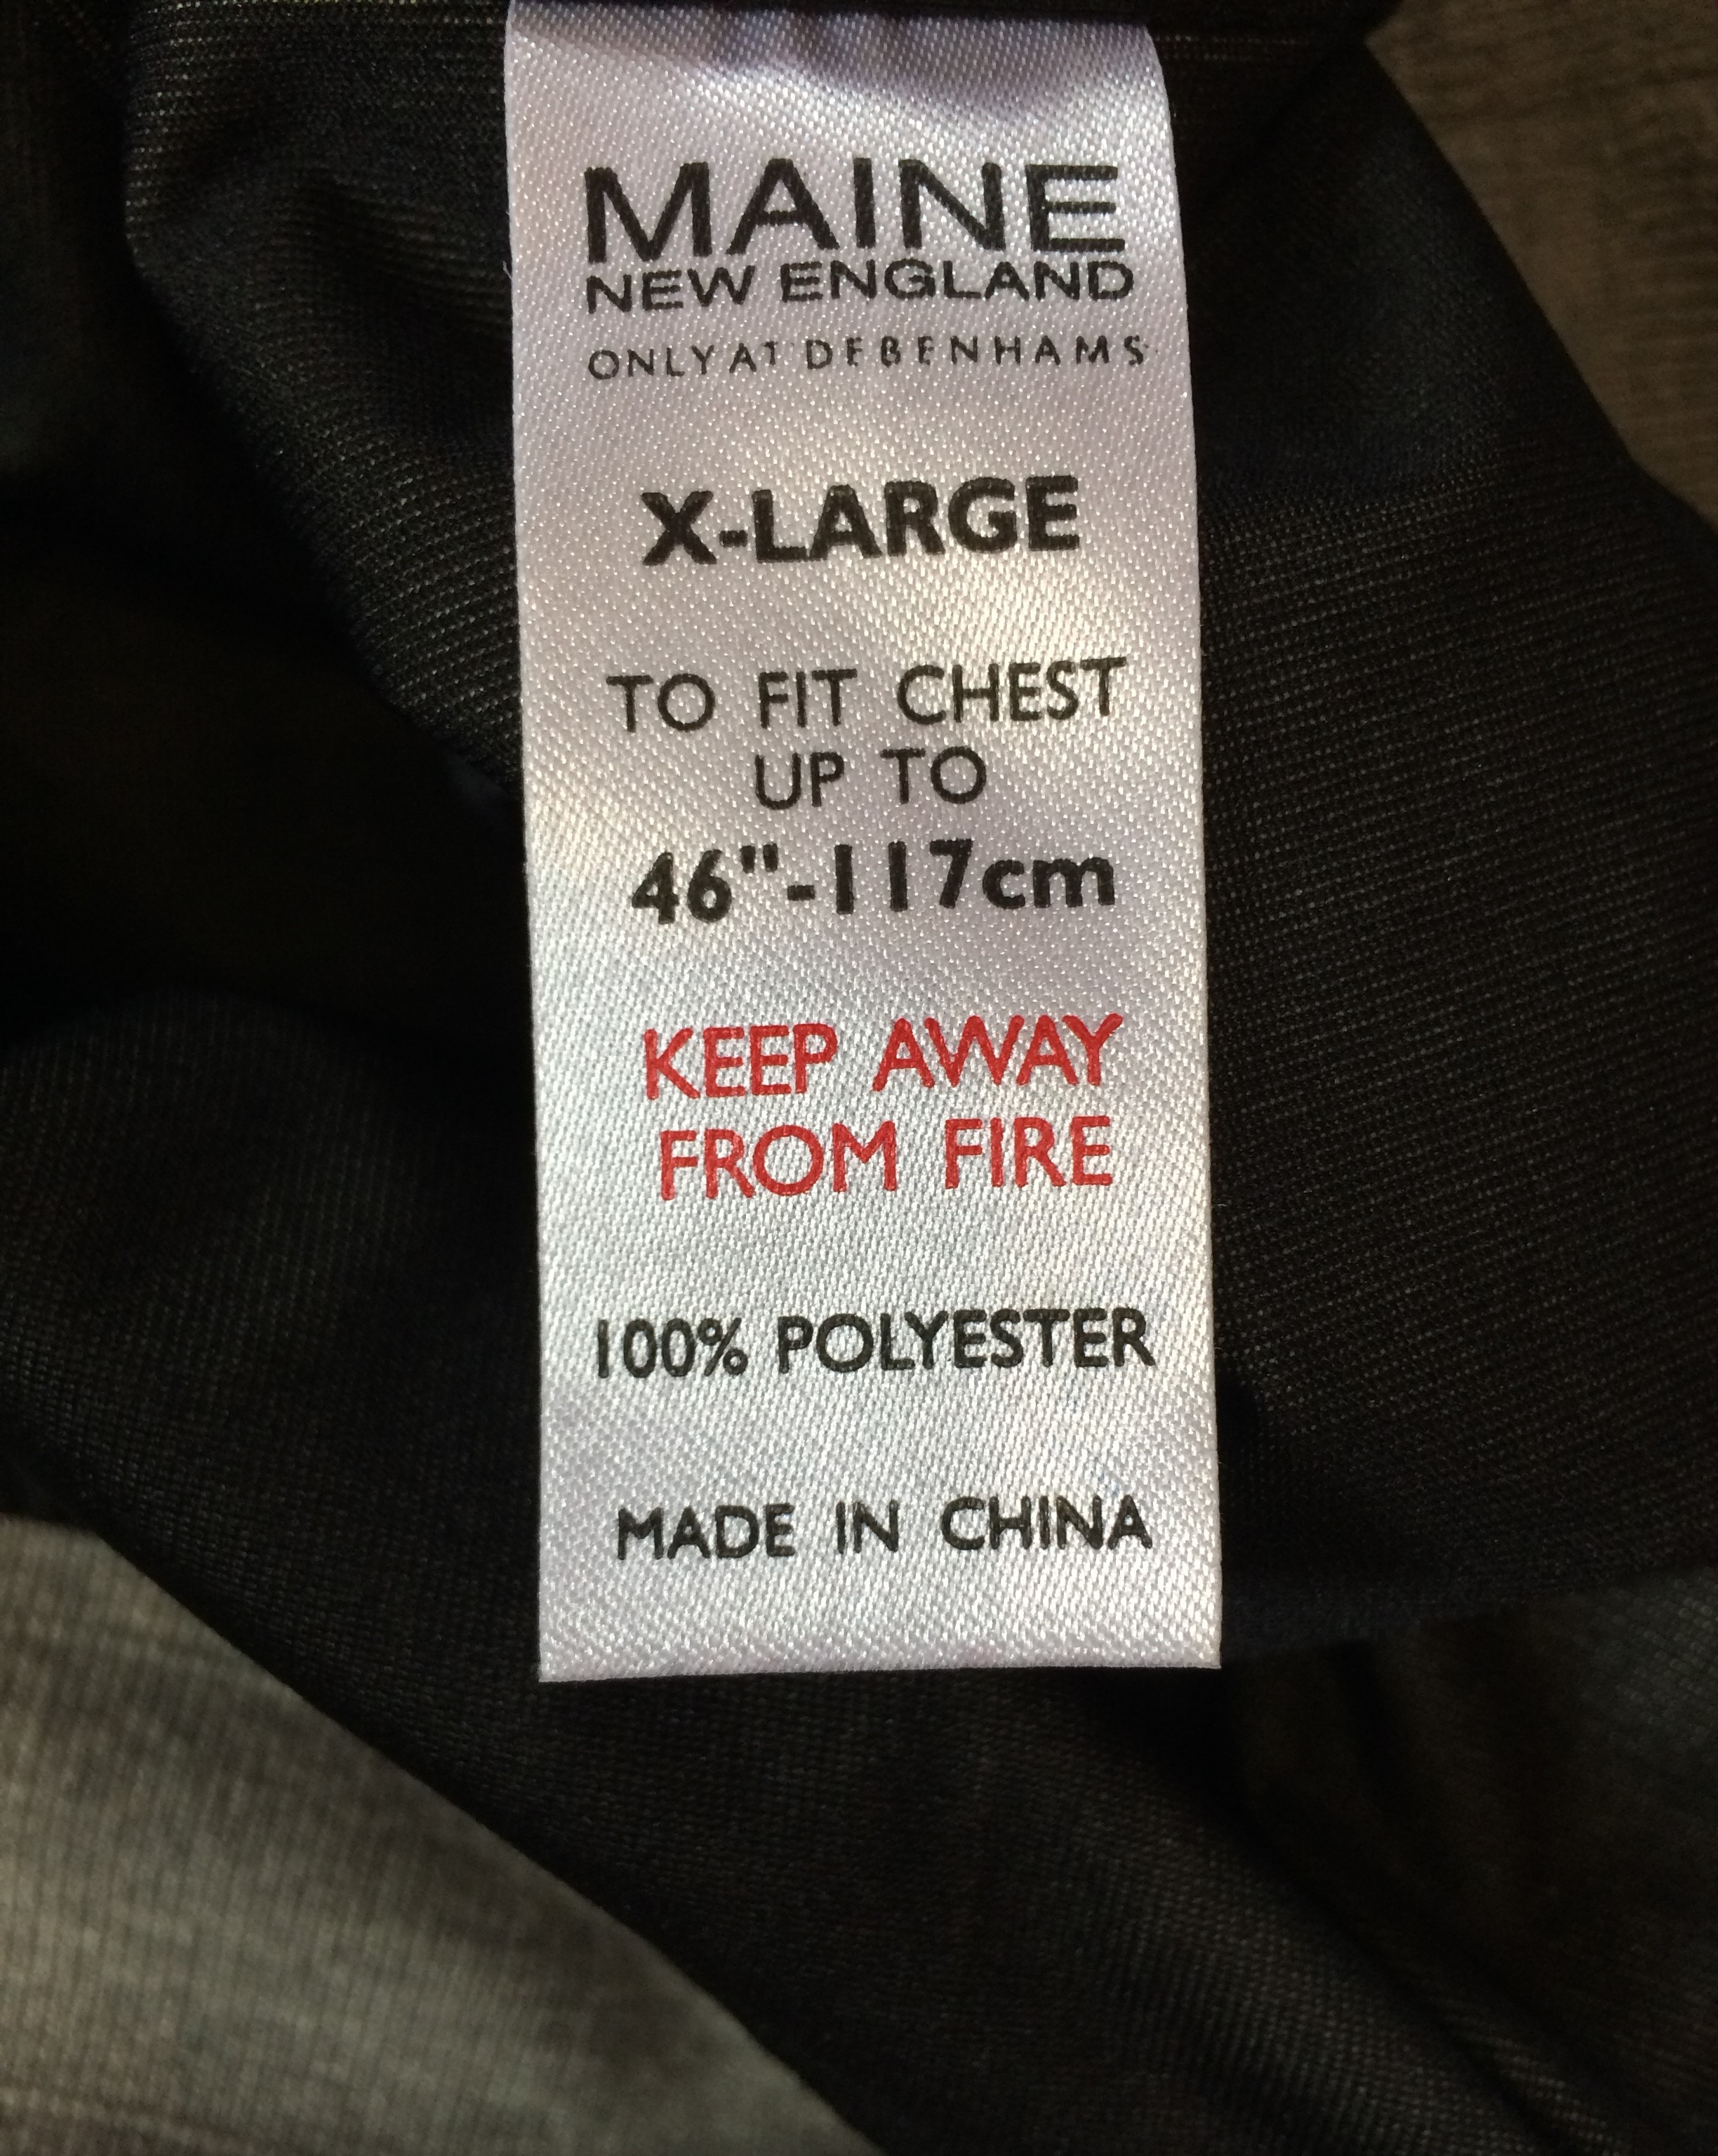 MAINE
NEW ENGLAND
ONLY AT DEBENHAMS
X-LARGE
TO FIT CHEST
UP TO
46"-117cm
KEEP AWAY
FROM FIRE
100% POLYESTER
MADE IN CHINA